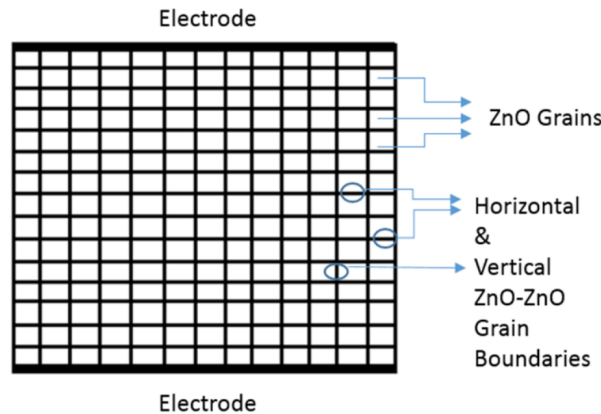 Electrode
ZnO Grains
Horizontal
&
Vertical
ZnO-ZnO
Grain
Boundaries
Electrode